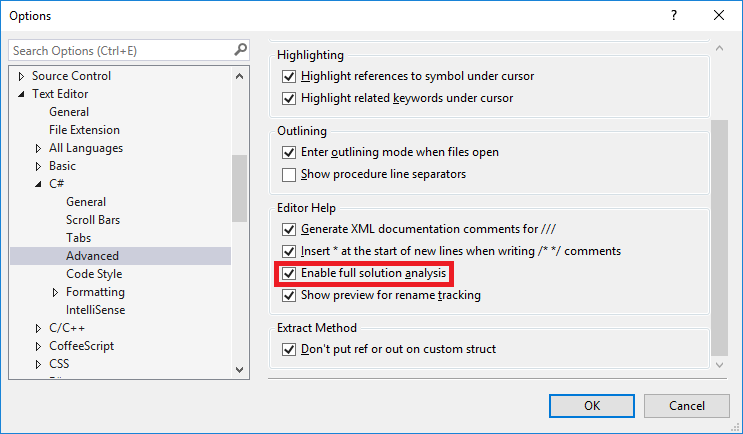 Options
?
Search Options (Ctrl+E)
Source Control
Text Editor
General
File Extension
All Languages
Basic
C#
General
Scroll Bars
Tabs
Advanced
Code Style
Formatting
IntelliSense
C/C++
CoffeeScript
CSS
Highlighting
Highlight references to symbol under cursor
Highlight related keywords under cursor
Outlining
Enter outlining mode when files open
Show procedure line separators
Editor Help
Generate XML documentation comments for ///
Insert * at the start of new lines when writing /* */ comments
Enable full solution analysis
Show preview for rename tracking
Extract Method
Don't put ref or out on custom struct
OK
Cancel